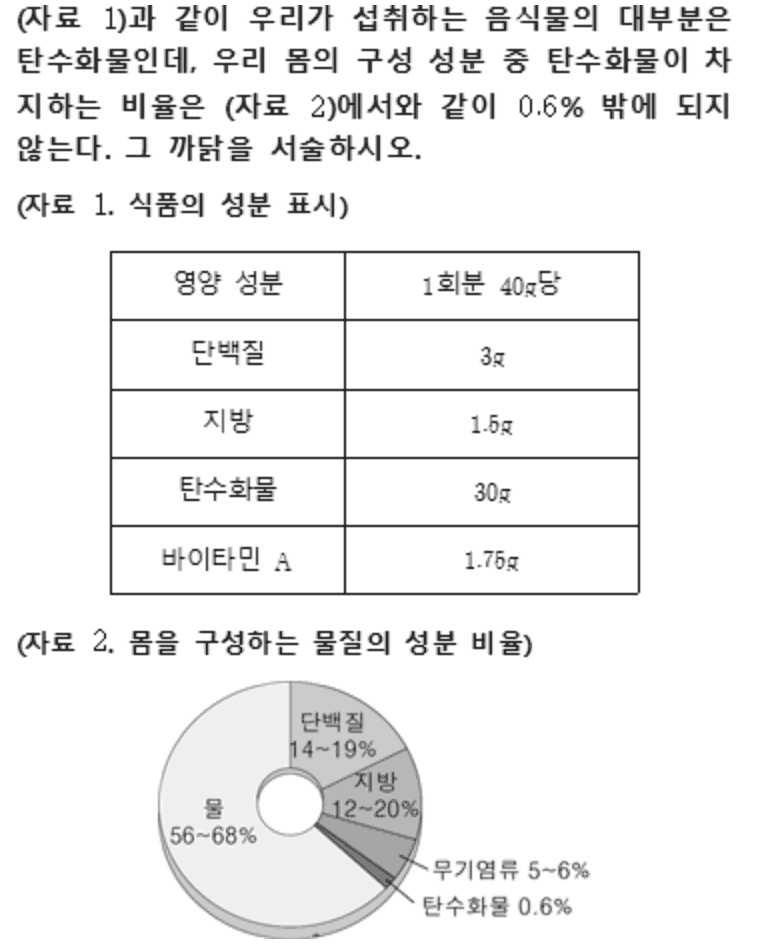 (자료 1)과 같이 우리가 섭취하는 음식물의 대부분은
탄수화물인데, 우리 몸의 구성 성분 중 탄수화물이 차
지하는 비율은 (자료 2)에서와 같이 0.6% 밖에 되지
않는다. 그 까닭을 서술하시오.
(자료 1. 식품의 성분 표시)
영양 성분 1회분 40g당
단백질 3g
지방 1.5g
탄수화물 30g
바이타민 A 1.75g
(자료 2. 몸을 구성하는 물질의 성분 비율)
단백질
14~19%
지방
12~20%
물
56~68%
무기염류 5~6%
탄수화물 0.6%